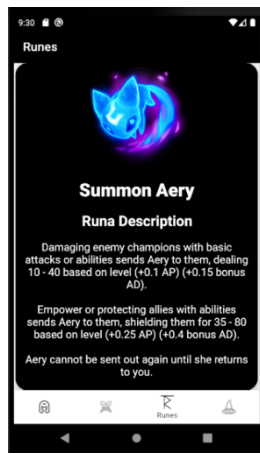 9:30
Runes
Summon Aery
Runa Description
Damaging enemy champions with basic
attacks or abilities sends Aery to them, dealing
10 - 40 based on level (+0.1 AP) (+0.15 bonus
AD).
Empower or protecting allies with abilities
sends Aery to them, shielding them for 35 - 80
based on level (+0.25 AP) (+0.4 bonus AD).
Aery cannot be sent out again until she returns
to you.
Runes